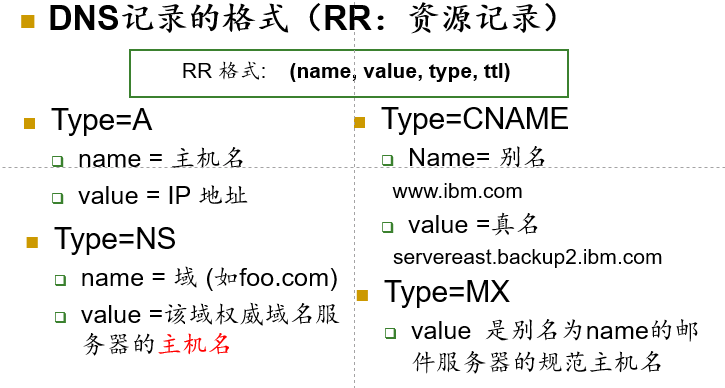 DNS记录的格式（RR：资源记录）
RR 格式: (name, value, type, ttl)
Type=A
name = 主机名
value = IP 地址
Type=NS
name = 域 (如foo.com)
value =该域权威域名服
务器的主机名
Type=CNAME
Name= 别名
www.ibm.com
value =真名
servereast.backup2.ibm.com
Type=MX
value 是别名为name的邮
件服务器的规范主机名